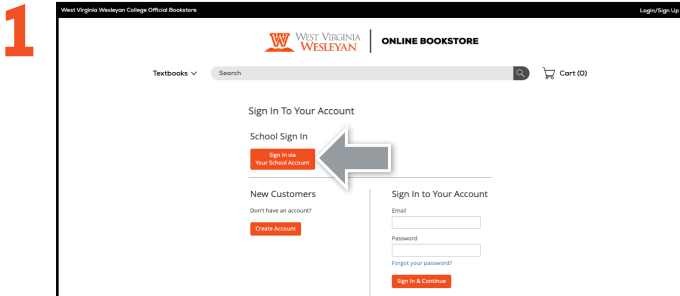 1
West Virginia Wesleyan College Official Bookstore
Login/Sign Up
W WEST VIRGINIA WESLEYAN
ONLINE BOOKSTORE
Textbooks
Search
Cart (0)
Sign In To Your Account
School Sign In
Sign in via
Your School Account
New Customers
Don't have an account?
Create Account
Sign In to Your Account
Email
Password
Forgot your password?
Sign In & Continue